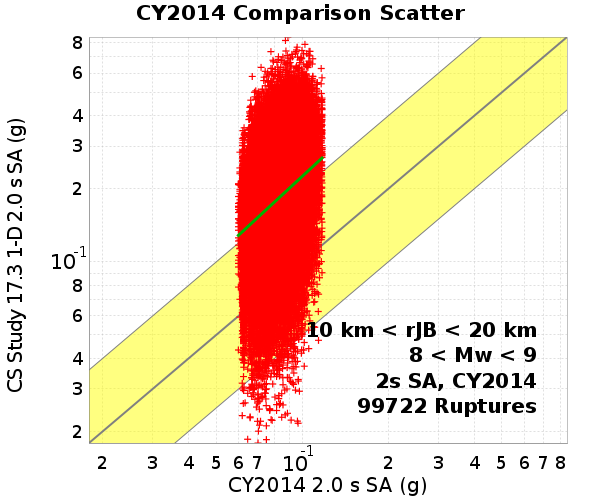 CY2014 Comparison Scatter
CS Study 17.3 1-D 2.0 s SA (g)
8
6
4
3
2
10-1
8
6
4
3
2
10 km < rJB < 20 km
8 < Mw < 9
2s SA, CY2014
99722 Ruptures
2 3 4 5 6 7 10-1 2 3 4 5 6 7 8
CY2014 2.0 s SA (g)